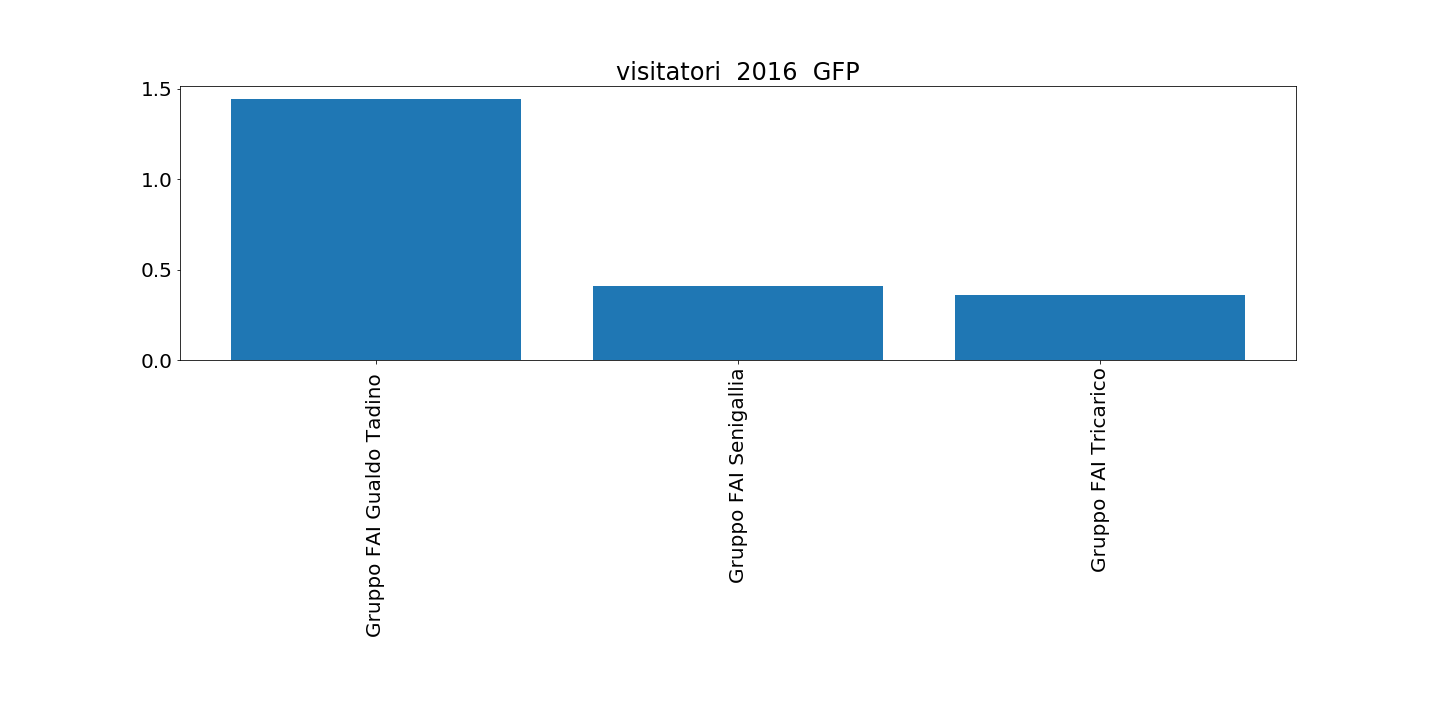 visitatori  2016  GFP
1.5
1.0
0.5
0.0
Gruppo FAI Gualdo Tadino
Gruppo FAI Senigallia
Gruppo FAI Tricarico